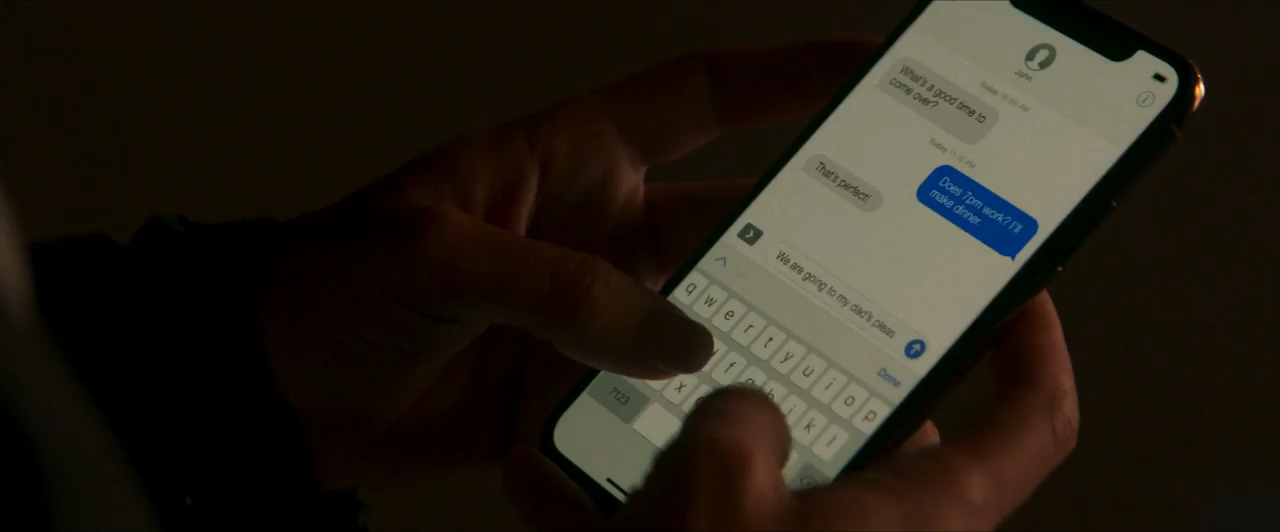 John
What's a good time to
come over?
Does 7pm work? I'll
make dinner.
That's perfect!
We are going to my dad's pleas
q w e r t y u i o p
Done
?123